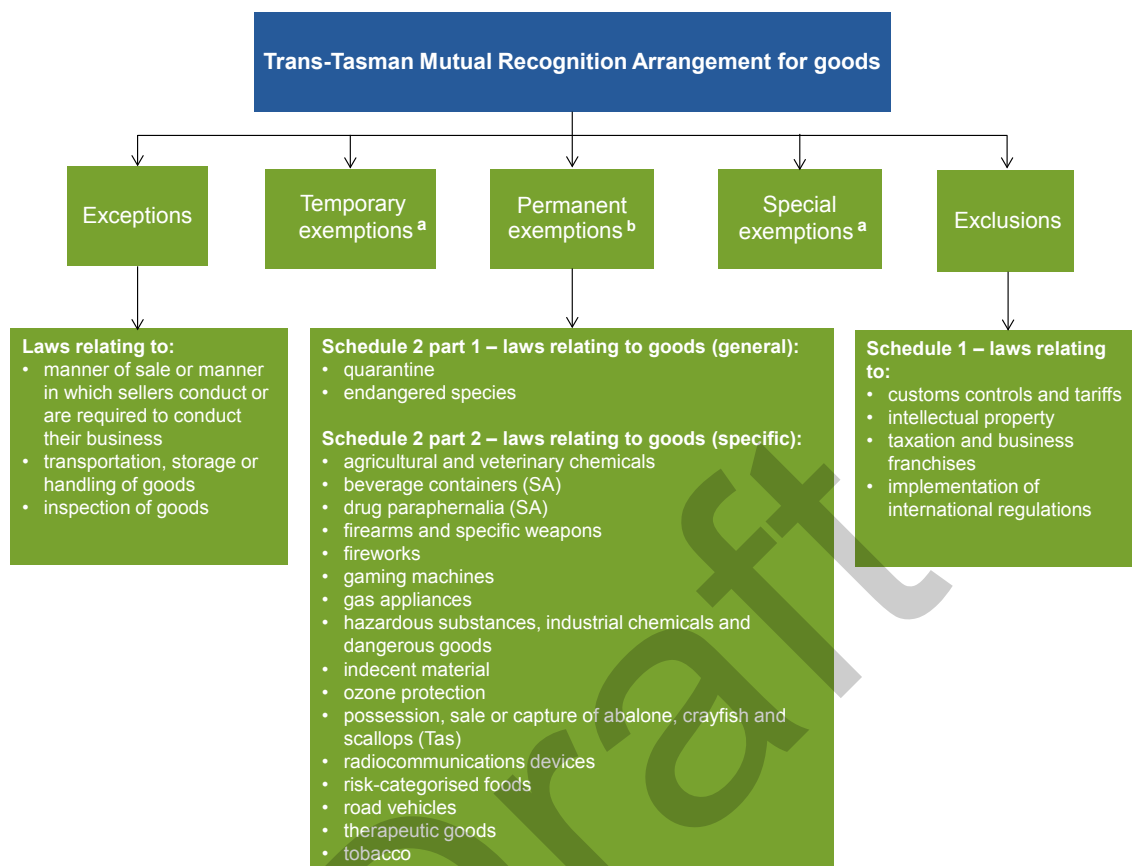 Trans-Tasman Mutual Recognition Arrangement for goods
Exceptions
Temporary
exemptions a
Permanent
exemptions b
Special
exemptions a
Exclusions
Laws relating to:
• manner of sale or manner
in which sellers conduct or
are required to conduct
their business
• transportation, storage or
handling of goods
• inspection of goods
Schedule 2 part 1 – laws relating to goods (general):
• quarantine
• endangered species
Schedule 2 part 2 – laws relating to goods (specific):
• agricultural and veterinary chemicals
• beverage containers (SA)
• drug paraphernalia (SA)
• firearms and specific weapons
• fireworks
• gaming machines
• gas appliances
• hazardous substances, industrial chemicals and
dangerous goods
• indecent material
• ozone protection
• possession, sale or capture of abalone, crayfish and
scallops (Tas)
• radiocommunications devices
• risk-categorised foods
• road vehicles
• therapeutic goods
• tobacco
Schedule 1 – laws relating
to:
• customs controls and tariffs
• intellectual property
• taxation and business
franchises
• implementation of
international regulations
Draft